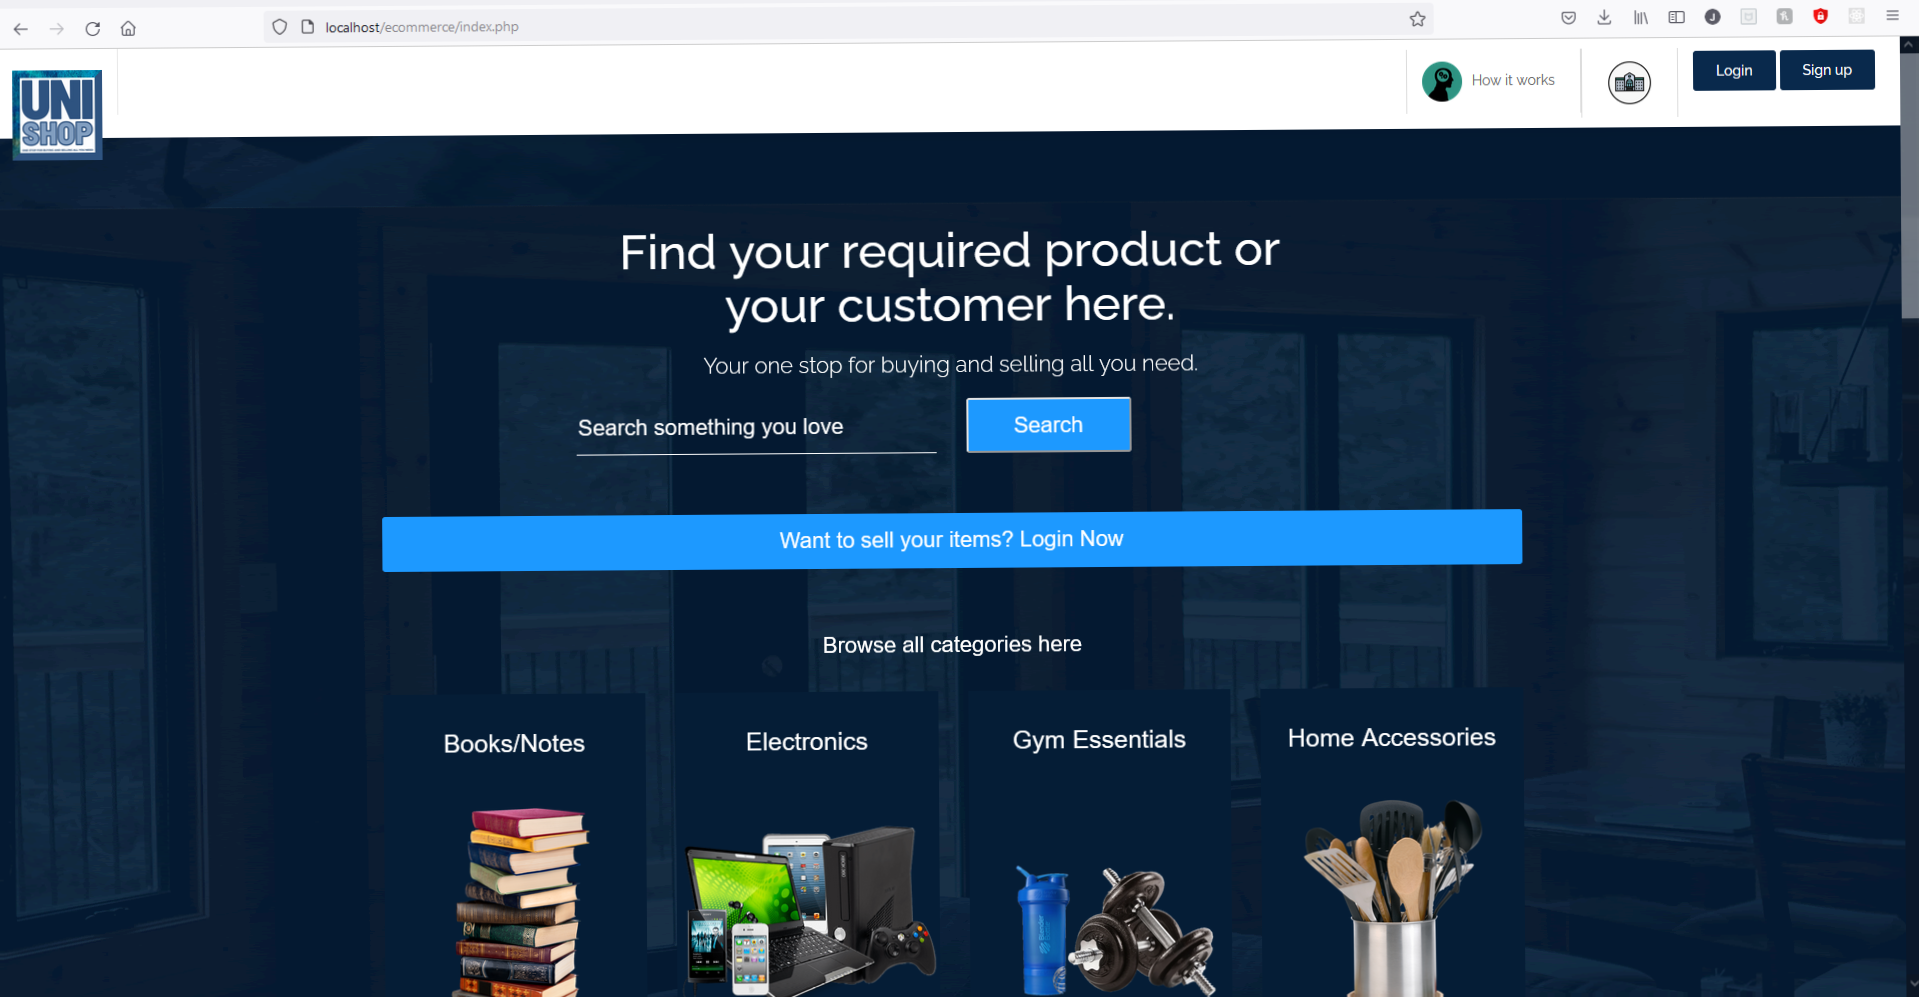 localhost/ecommerce/index.php
UNI
SHOP
How it works
Login
Sign up
Find your required product or
your customer here.
Your one stop for buying and selling all you need.
Search something you love
Search
Want to sell your items? Login Now
Browse all categories here
Books/Notes
Electronics
Gym Essentials
Home Accessories